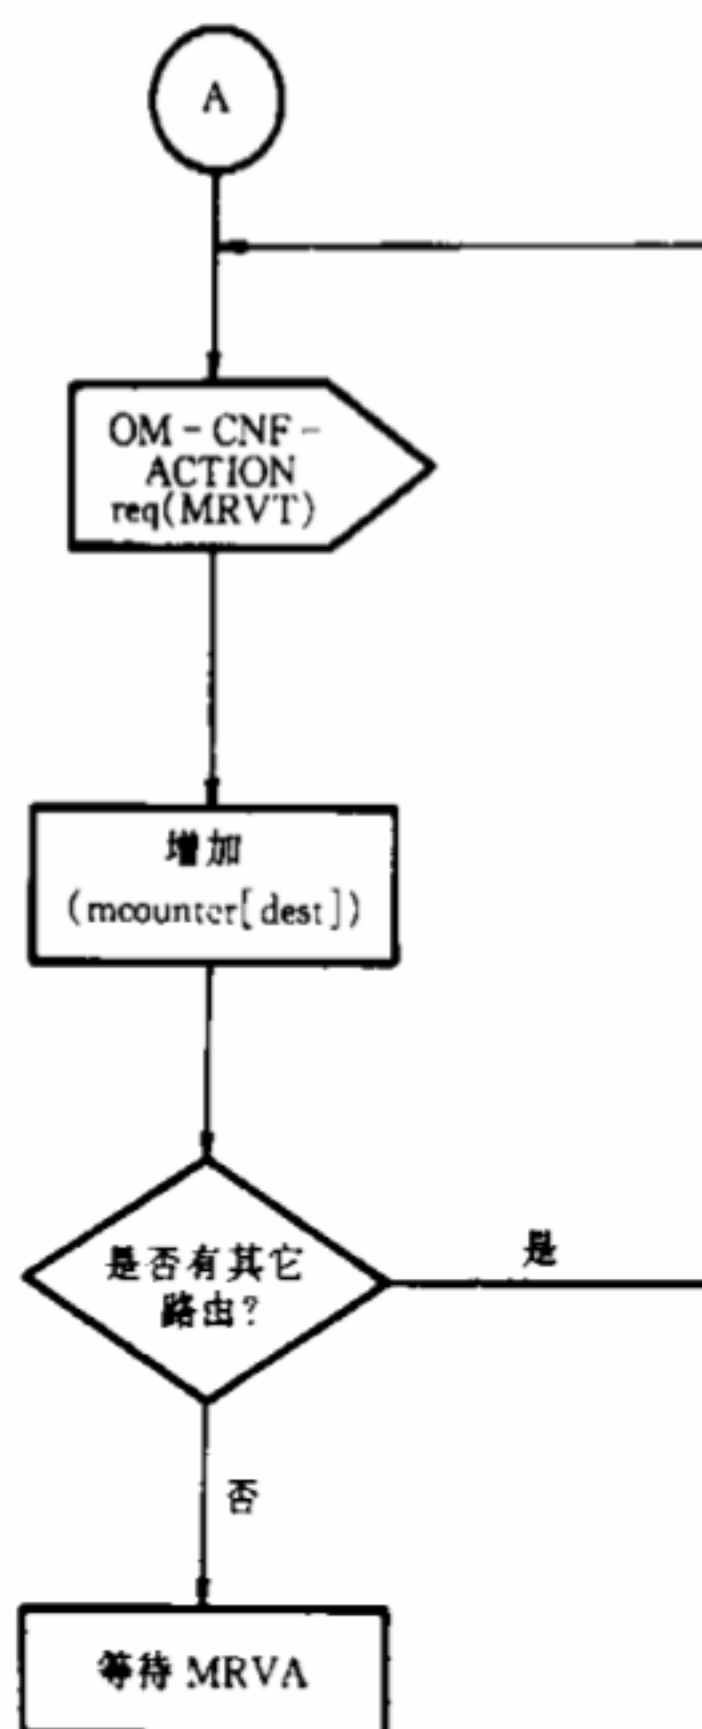 A
OM-CNF-
ACTION
req(MRVT)
增加
(mcounter[dest])
是否有其它
路由?
是
否
等待 MRVA